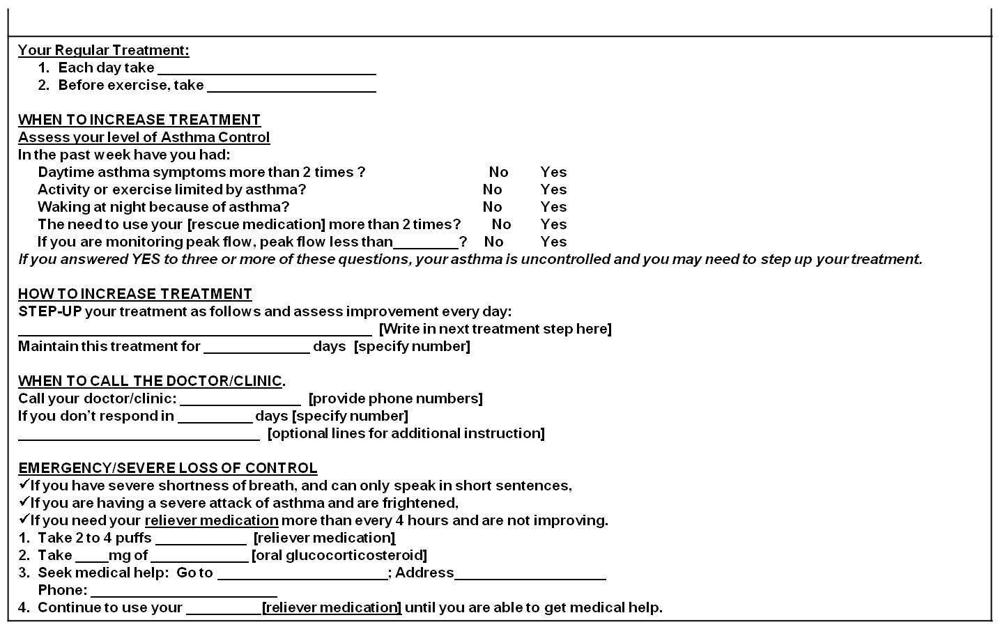 Your Regular Treatment:
1. Each day take ___________________________
2. Before exercise, take _____________________
WHEN TO INCREASE TREATMENT
Assess your level of Asthma Control
In the past week have you had:
Daytime asthma symptoms more than 2 times ? No Yes
Activity or exercise limited by asthma? No Yes
Waking at night because of asthma? No Yes
The need to use your [rescue medication] more than 2 times? No Yes
If you are monitoring peak flow, peak flow less than________? No Yes
If you answered YES to three or more of these questions, your asthma is uncontrolled and you may need to step up your treatment.
HOW TO INCREASE TREATMENT
STEP-UP your treatment as follows and assess improvement every day:
____________________________________________ [Write in next treatment step here]
Maintain this treatment for _____________ days [specify number]
WHEN TO CALL THE DOCTOR/CLINIC.
Call your doctor/clinic: _______________ [provide phone numbers]
If you don’t respond in _________ days [specify number]
______________________________ [optional lines for additional instruction]
EMERGENCY/SEVERE LOSS OF CONTROL
✓If you have severe shortness of breath, and can only speak in short sentences,
✓If you are having a severe attack of asthma and are frightened,
✓If you need your reliever medication more than every 4 hours and are not improving.
1. Take 2 to 4 puffs ___________ [reliever medication]
2. Take ____mg of ____________ [oral glucocorticosteroid]
3. Seek medical help: Go to _____________________; Address___________________
Phone: _______________________
4. Continue to use your _________[reliever medication] until you are able to get medical help.